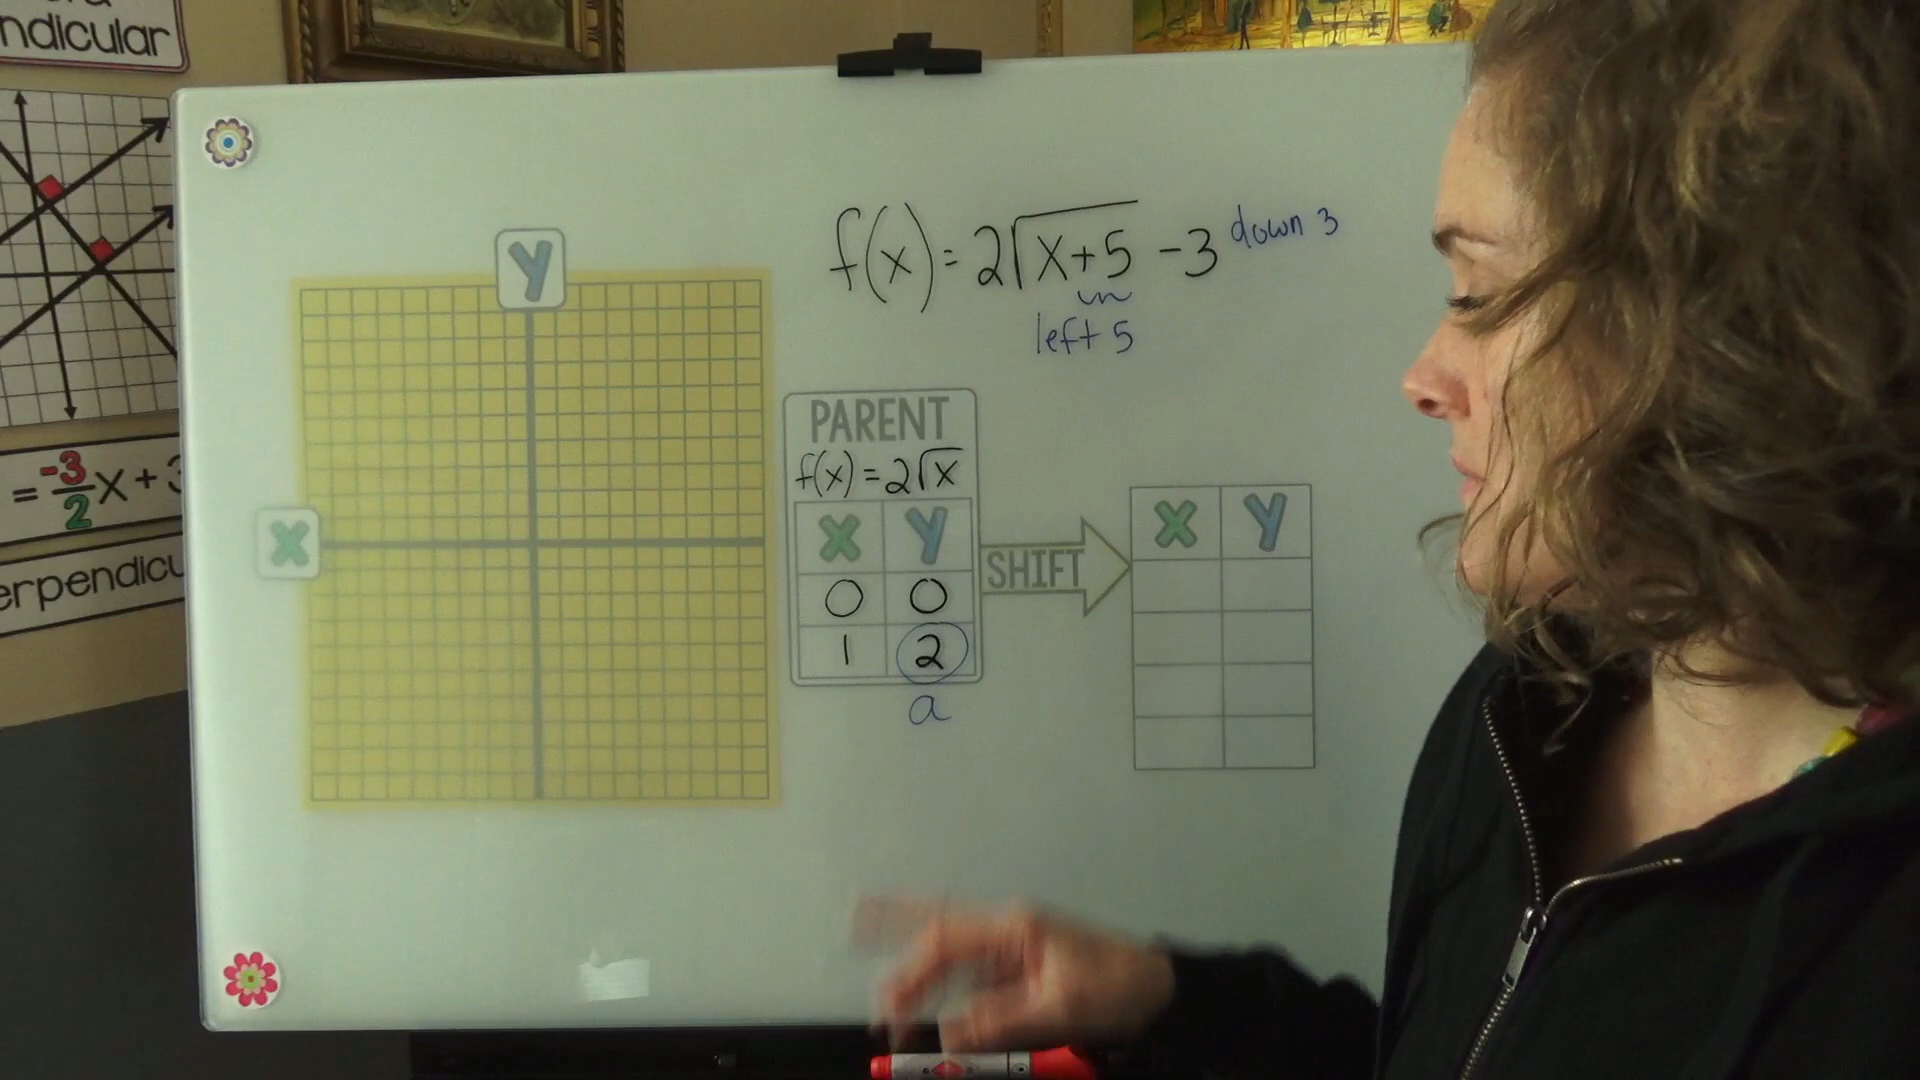 ndicular
= -3/2 X + 3
erpendicu
Y
X
f(x) = 2√x+5 - 3 down 3
left 5
PARENT
f(x) = 2√x
X Y
0 0
1 2
a
SHIFT
X Y